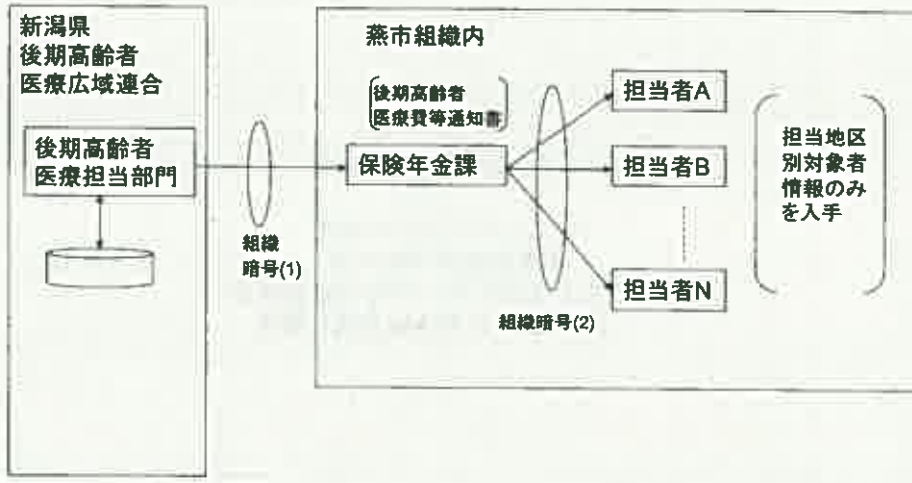 新潟県
後期高齢者
医療広域連合
後期高齢者
医療担当部門
組織
暗号(1)
燕市組織内
後期高齢者
医療費等通知書
保険年金課
組織暗号(2)
担当者A
担当者B
担当者N
担当地区
別対象者
情報のみ
を入手